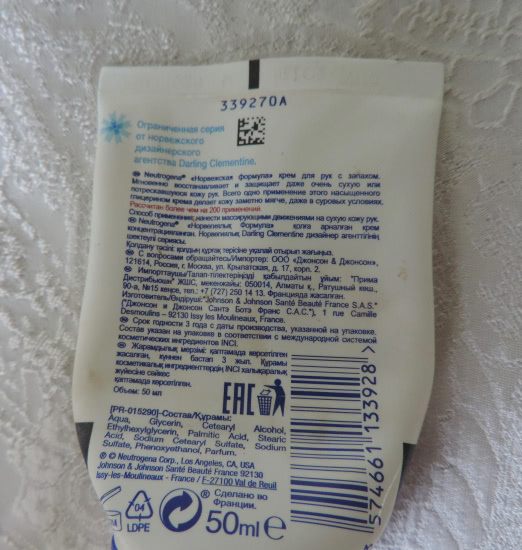 339270A
Ограниченная серия
от норвежского
дизайнерского
агентства Darling Clementine.
Neutrogena® «Норвежская формула» крем для рук с запахом.
Мгновенно восстанавливает и защищает даже очень сухую или
потрескавшуюся кожу рук. Всего одно применение этого насыщенного
глицерином крема делает кожу заметно мягче, даже в суровых условиях.
Рассчитан более чем на 200 применений.
Способ применения: нанести массирующими движениями на сухую кожу рук.
Neutrogena® «Норвегиялық Формула» қолға арналған крем
концентрацияланған. Норвегиялық Darling Clementine дизайнер агенттігінің
шектеулі сериясы.
Қолдану тәсілі: қолдың құрғақ терісіне уқалай отырып жағыңыз.
С вопросами обращайтесь/Импортер: ООО «Джонсон & Джонсон»,
121614, Россия, г. Москва, ул. Крылатская, д. 17, корп. 2.
Импорттаушы/Талап-тілектеріңізді қабылдайтын ұйым: "Прима
Дистрибьюшн" ЖШС, мекенжайы: 050014, Алматы қ., Ратушный көш.,
90-а, №15 кеңсе, тел.: +7 (727) 250 14 13. Францияда жасалған.
Изготовитель/Өндіруші:"Johnson & Johnson Santé Beauté France S.A.S."
("Джонсон и Джонсон Сантэ Ботэ Франс С.А.С."), 1 rue Camille
Desmoulins – 92130 Issy les Moulineaux, France.
Срок годности 3 года с даты производства, указанной на упаковке.
Состав указан на упаковке в соответствии с международной системой
косметических ингредиентов INCI.
Жарамдылық мерзімі: қаптамада көрсетілген
жасалған, күннен бастап 3 жыл. Құрамы
косметикалық ингредиенттердің INCI халықаралық
жүйесіне сәйкес
қаптамада көрсетілген.
Объем: 50 мл
EAC
[PR-015290]-Состав/Құрамы:
Aqua, Glycerin, Cetearyl Alcohol,
Ethylhexylglycerin, Palmitic Acid, Stearic
Acid, Sodium Cetearyl Sulfate, Sodium
Sulfate, Phenoxyethanol, Parfum.
® © Neutrogena Corp., Los Angeles, CA, USA
Johnson & Johnson Santé Beauté France 92130
Issy-les-Moulineaux - France / F-27100 Val de Reuil
04
LDPE
Сделано во
Франции.
50ml e
574661 133928 >